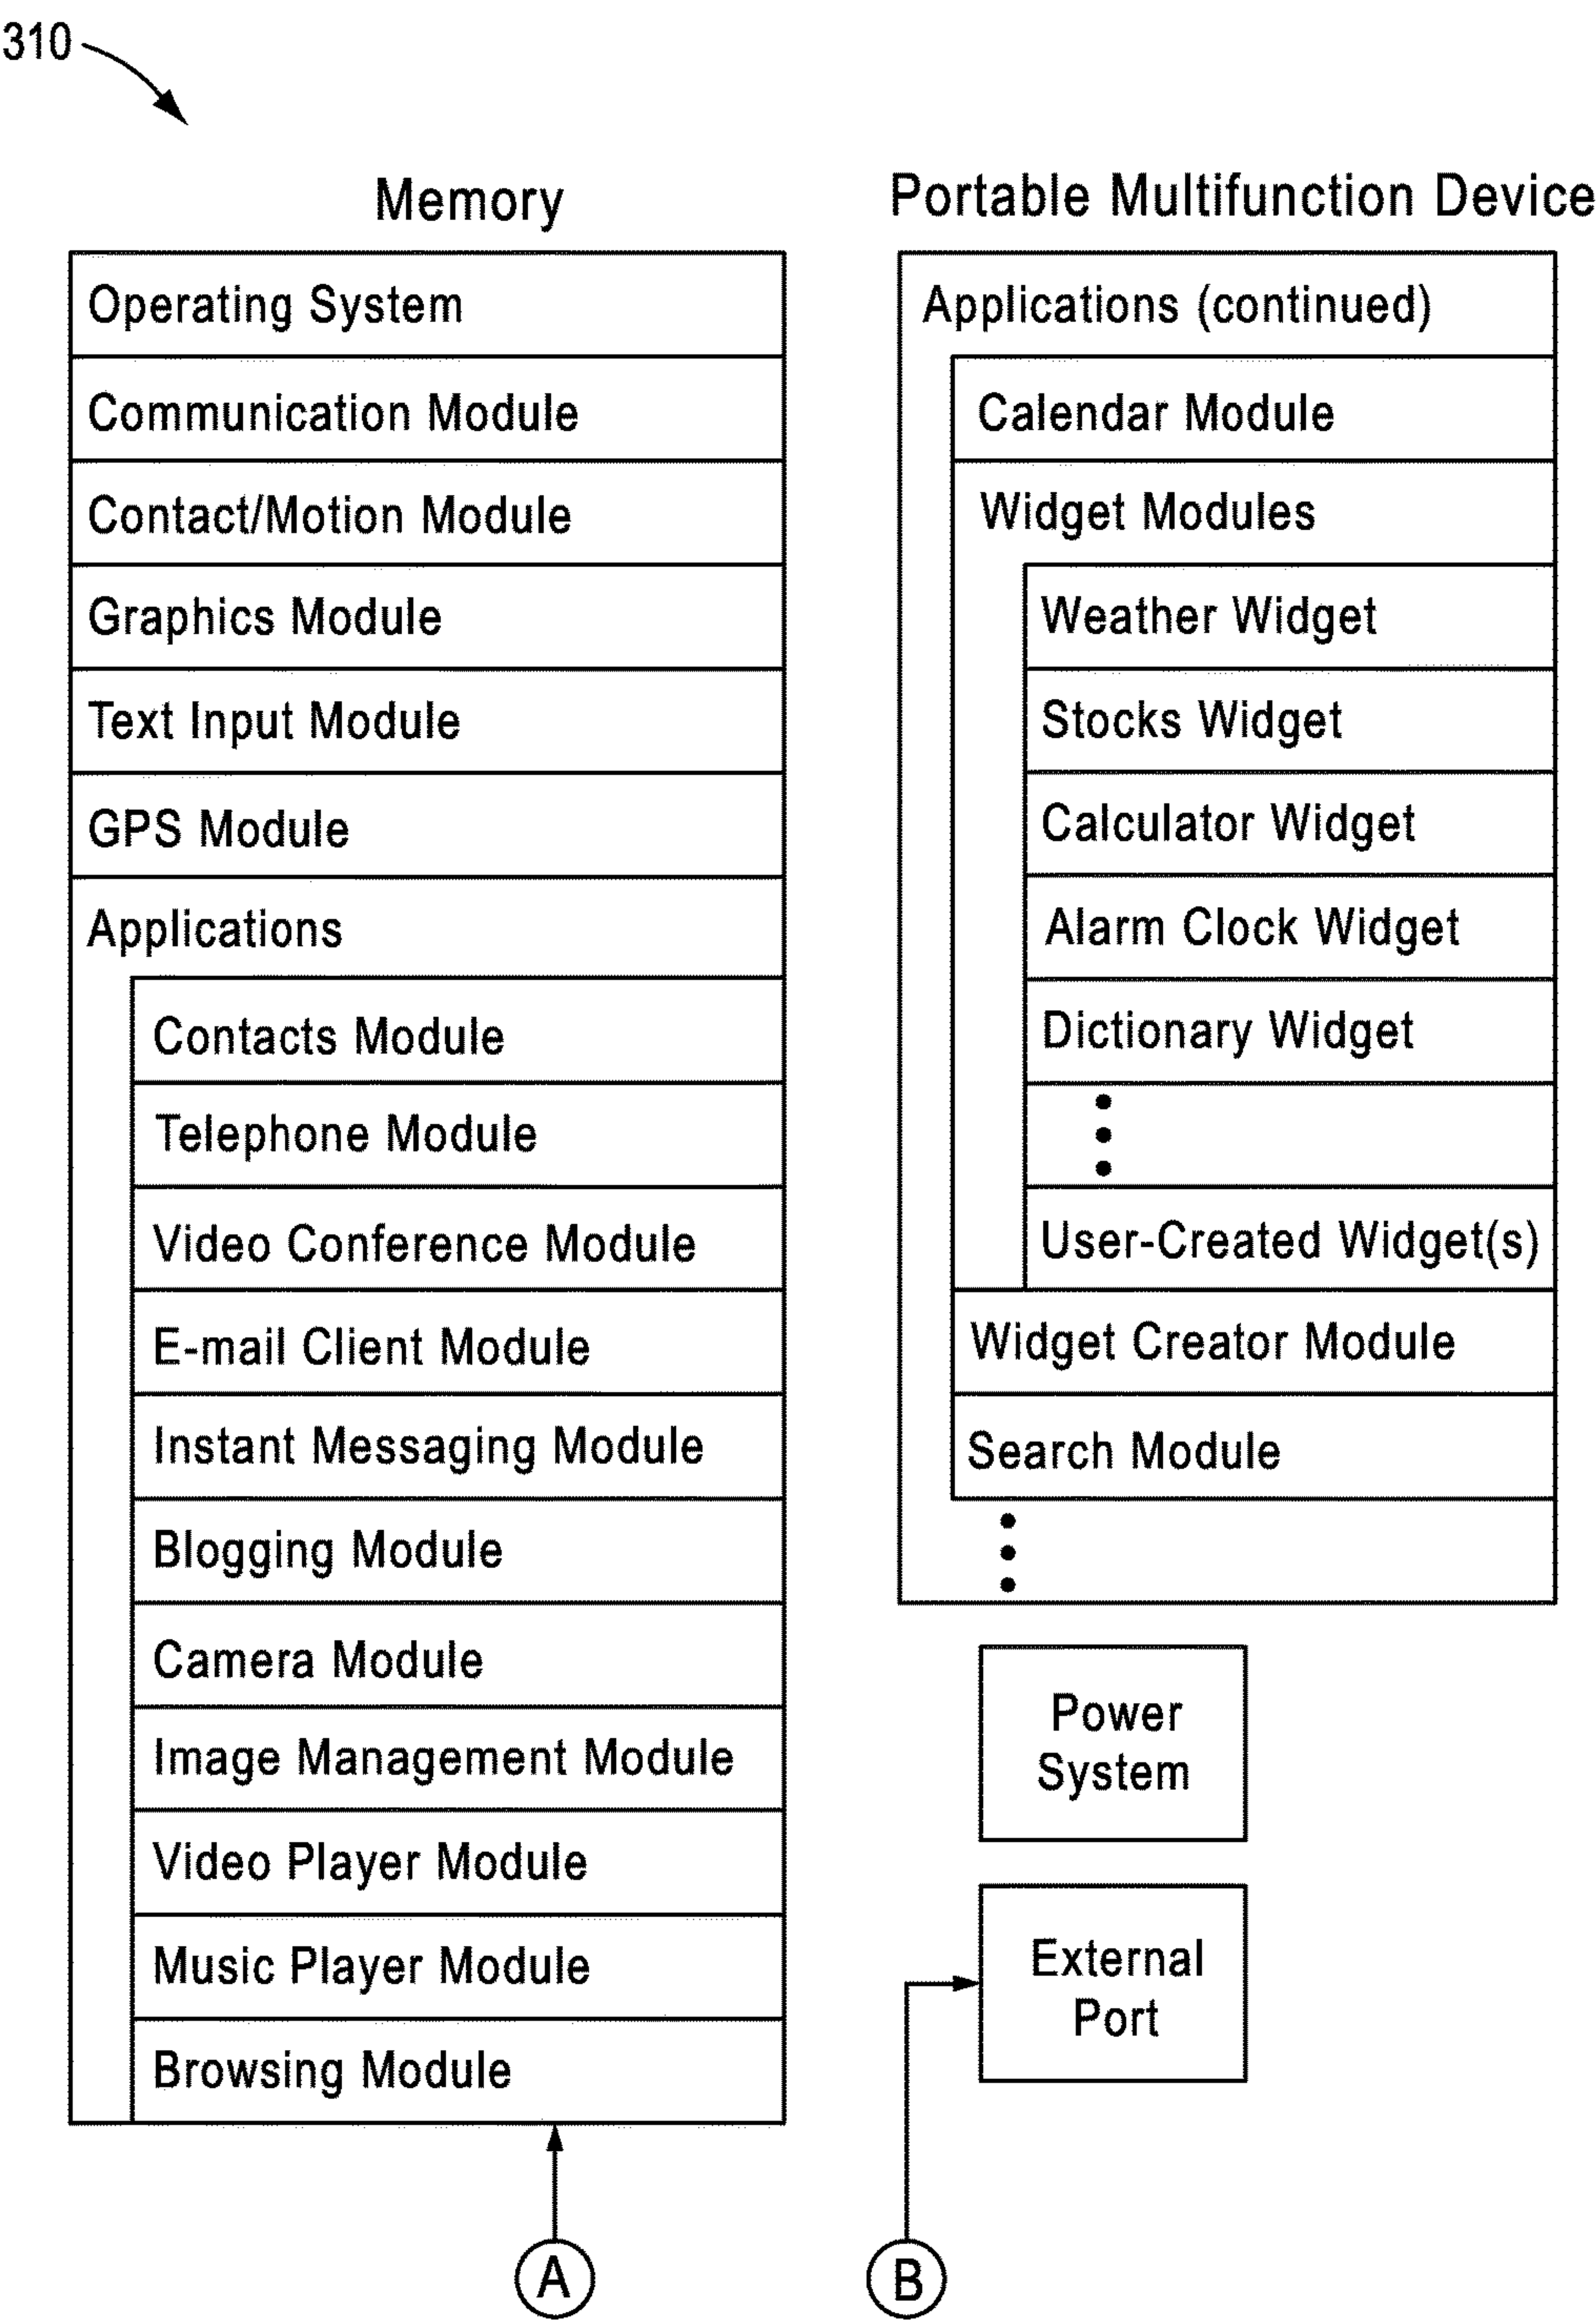 310
Memory
Operating System
Communication Module
Contact/Motion Module
Graphics Module
Text Input Module
GPS Module
Applications
Contacts Module
Telephone Module
Video Conference Module
E-mail Client Module
Instant Messaging Module
Blogging Module
Camera Module
Image Management Module
Video Player Module
Music Player Module
Browsing Module
A
Portable Multifunction Device
Applications (continued)
Calendar Module
Widget Modules
Weather Widget
Stocks Widget
Calculator Widget
Alarm Clock Widget
Dictionary Widget
User-Created Widget(s)
Widget Creator Module
Search Module
Power
System
External
Port
B